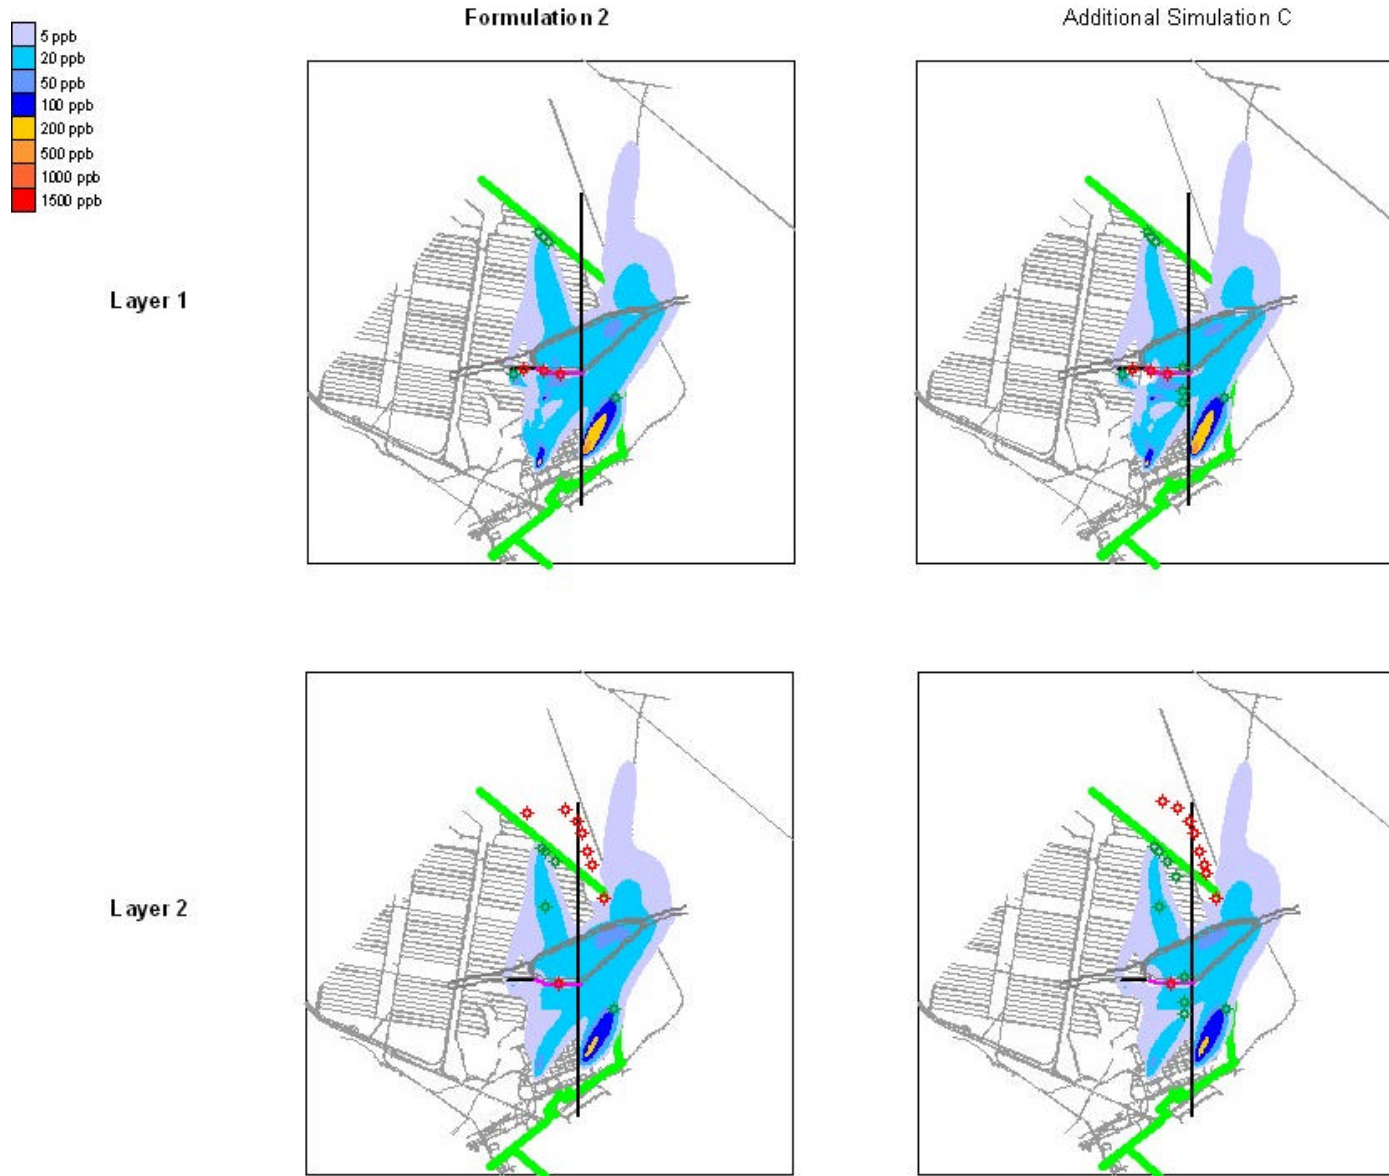 Formulation 2
Additional Simulation C
5 ppb
20 ppb
50 ppb
100 ppb
200 ppb
500 ppb
1000 ppb
1500 ppb
Layer 1
Layer 2